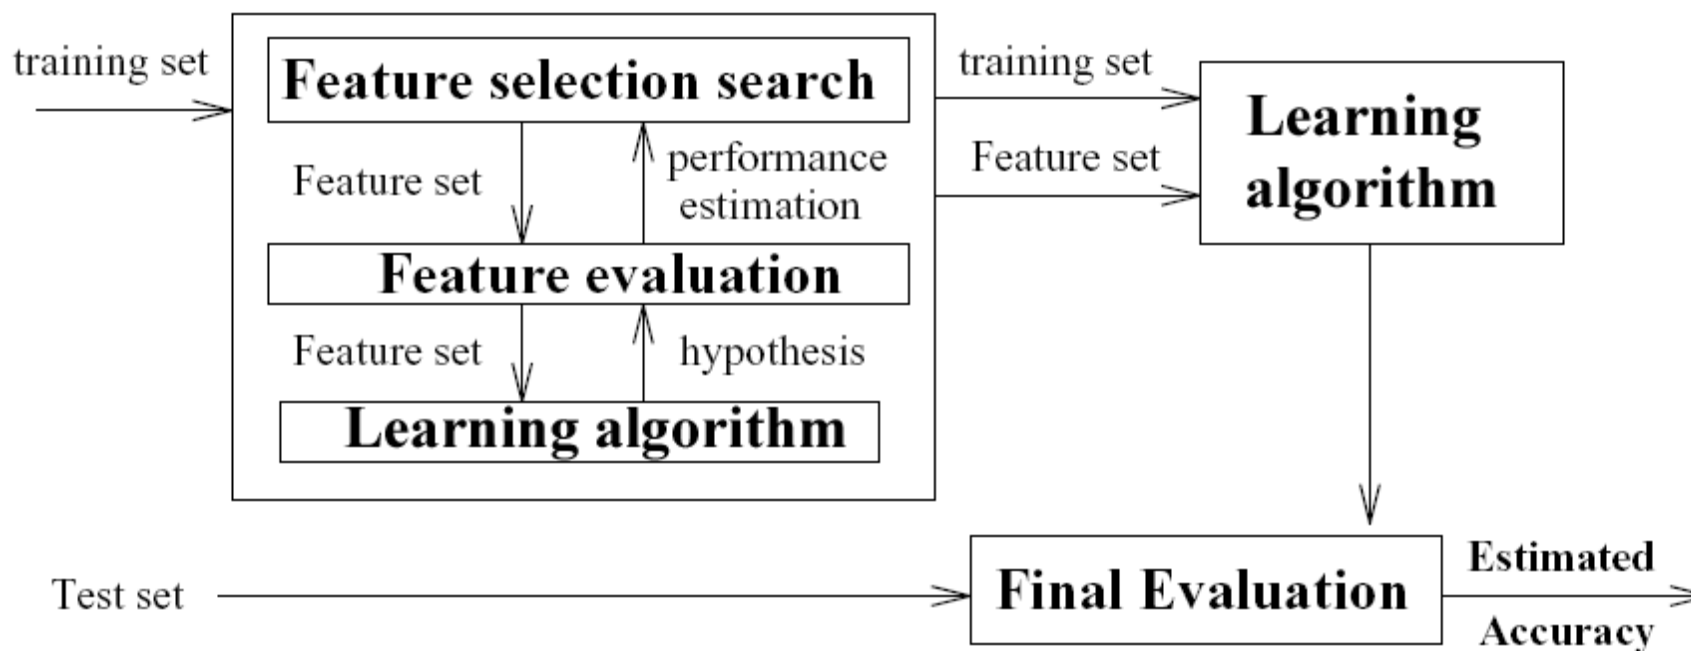 training set
Feature selection search
training set
Feature set
performance
estimation
Feature set
Learning
algorithm
Feature evaluation
Feature set
hypothesis
Learning algorithm
Test set
Final Evaluation
Estimated
Accuracy